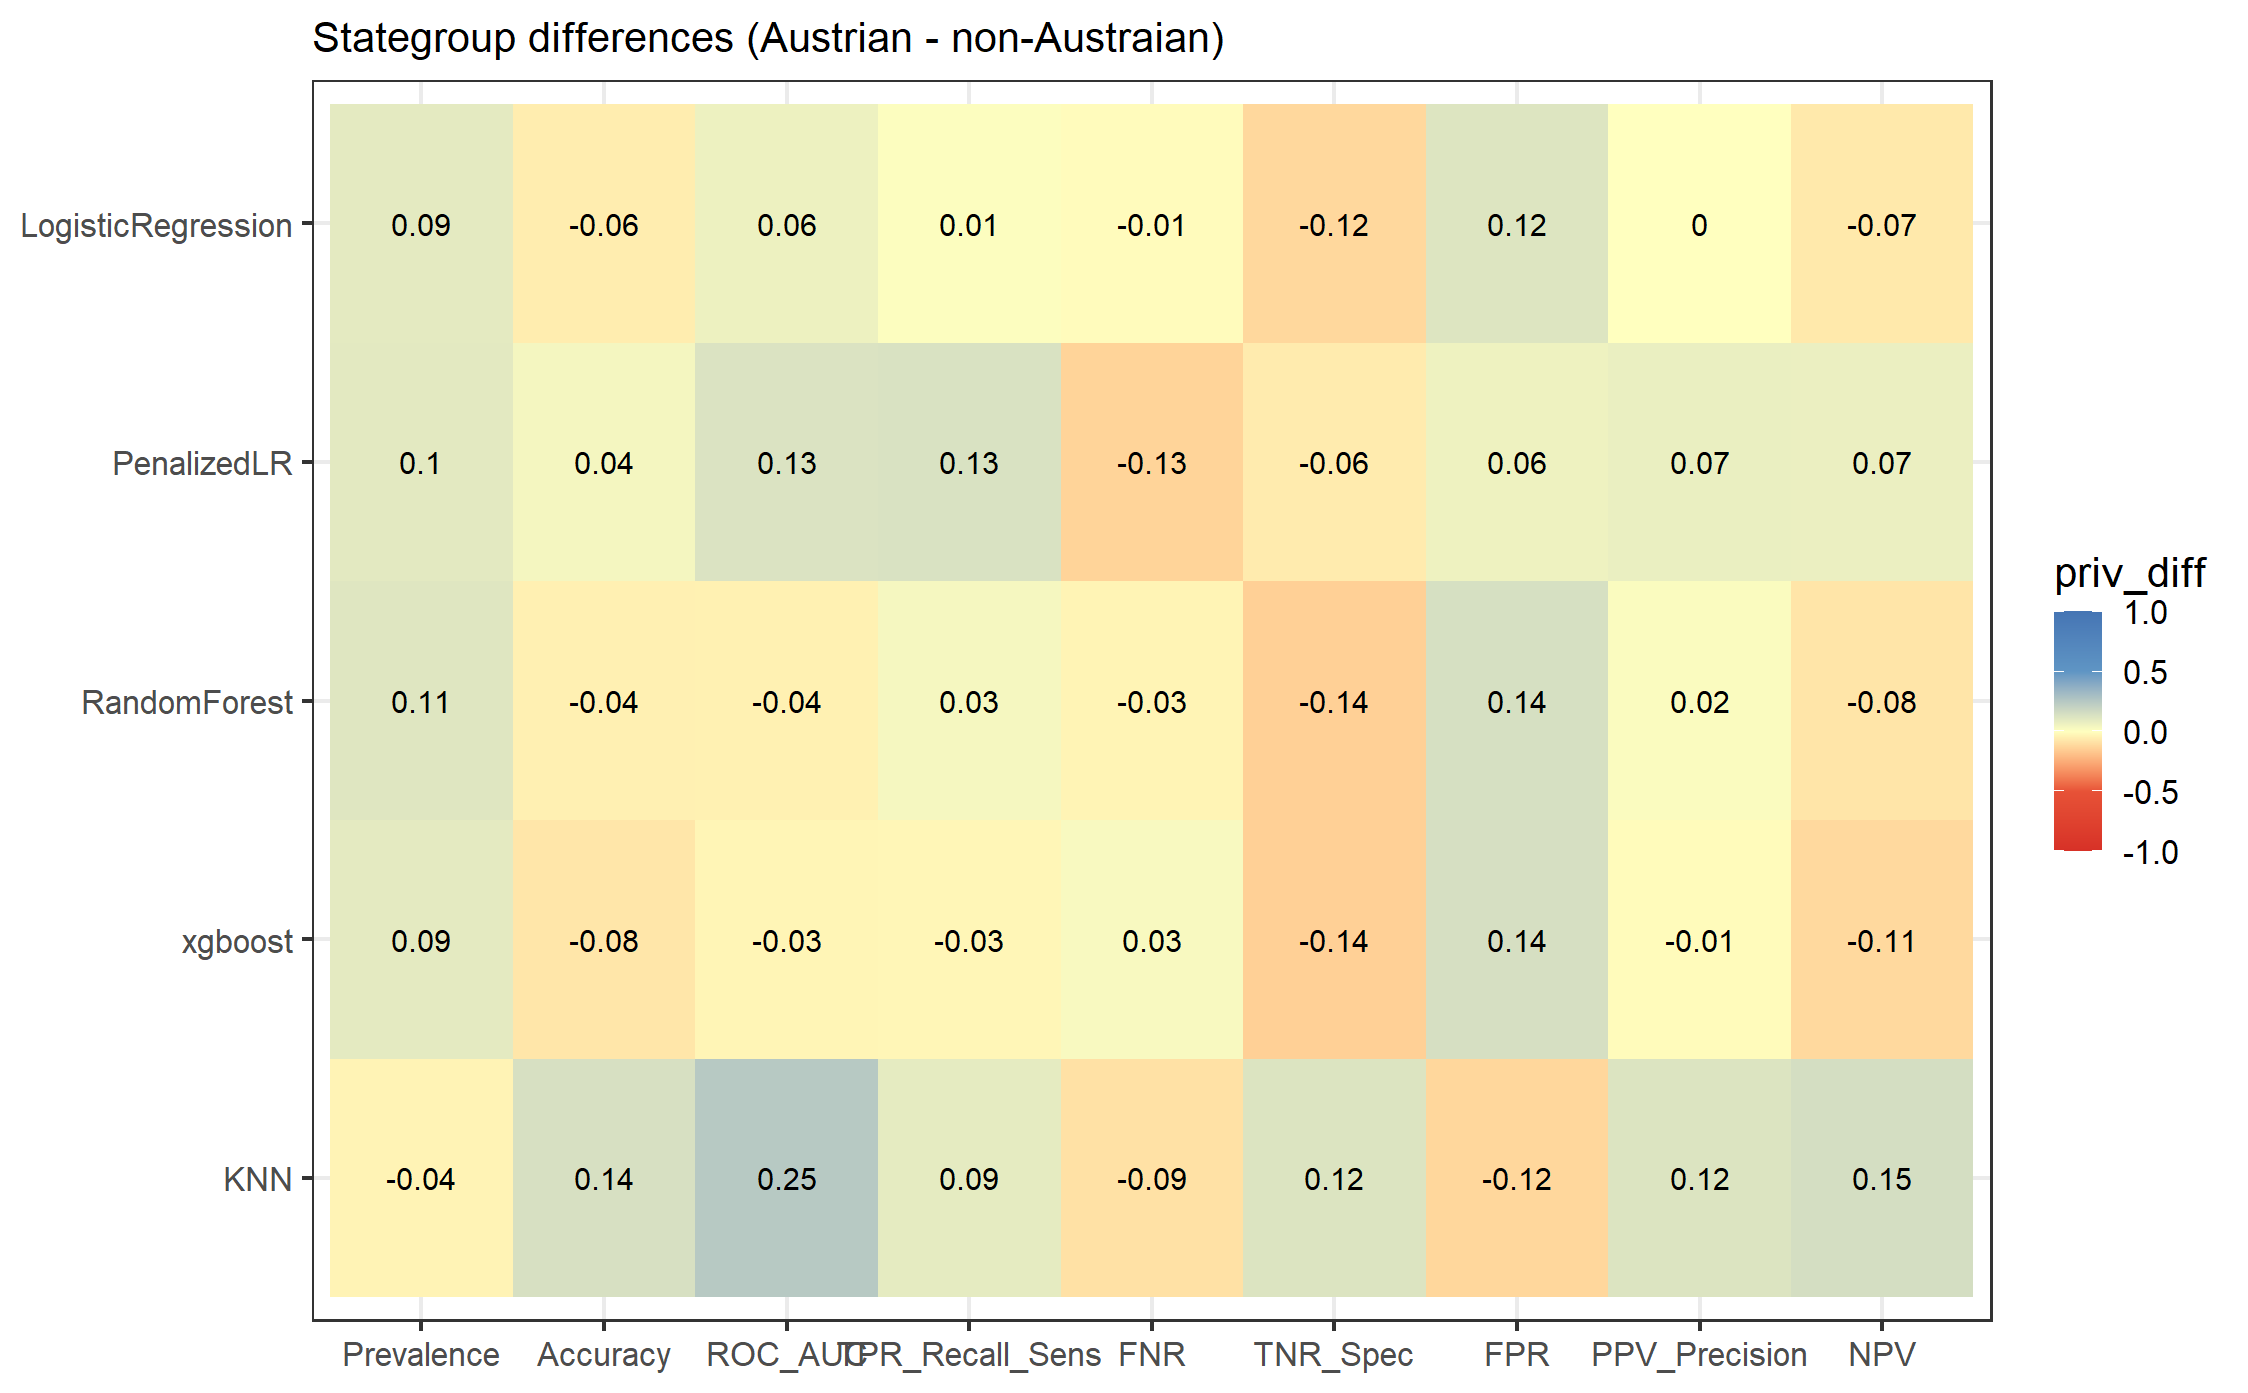 Stategroup differences (Austrian - non-Austraian)
LogisticRegression 0.09 -0.06 0.06 0.01 -0.01 -0.12 0.12 0 -0.07
PenalizedLR 0.1 0.04 0.13 0.13 -0.13 -0.06 0.06 0.07 0.07
RandomForest 0.11 -0.04 -0.04 0.03 -0.03 -0.14 0.14 0.02 -0.08
xgboost 0.09 -0.08 -0.03 -0.03 0.03 -0.14 0.14 -0.01 -0.11
KNN -0.04 0.14 0.25 0.09 -0.09 0.12 -0.12 0.12 0.15
Prevalence Accuracy ROC_AUC TPR_Recall_Sens FNR TNR_Spec FPR PPV_Precision NPV
priv_diff
1.0
0.5
0.0
-0.5
-1.0